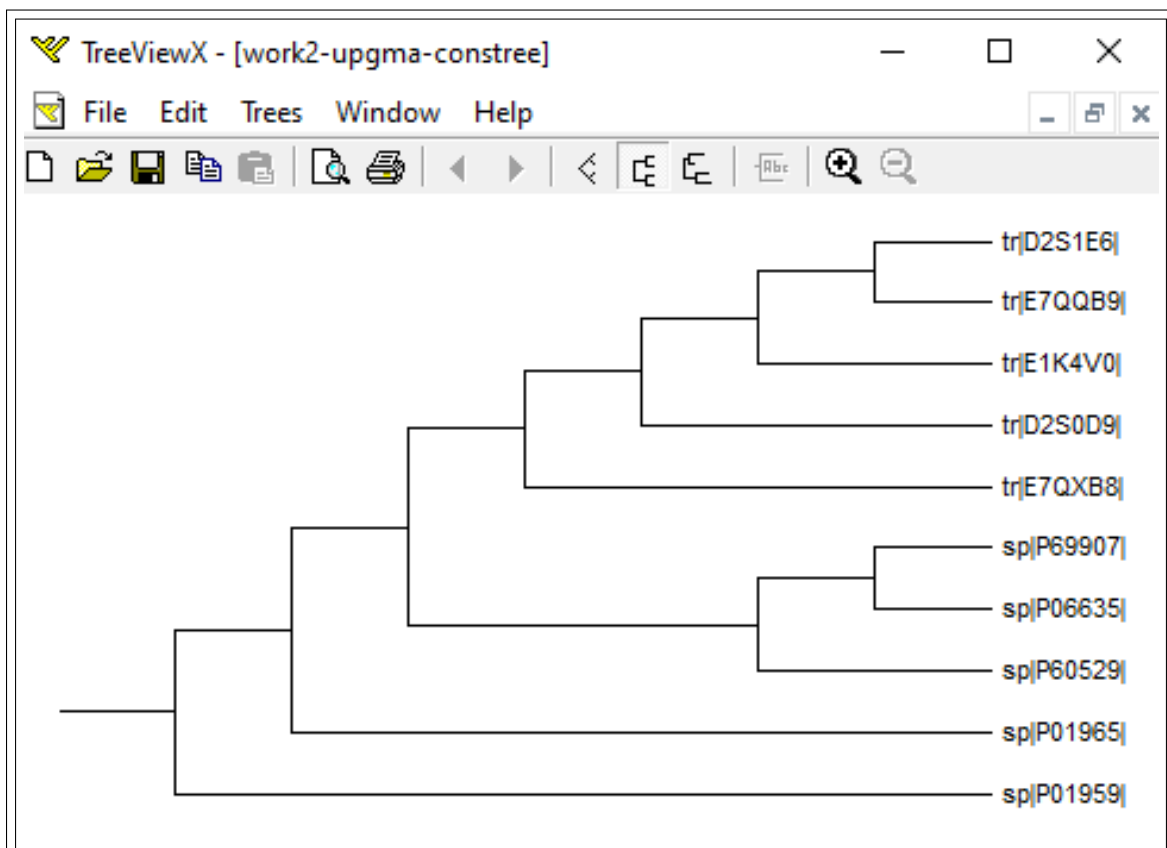 TreeViewX - [work2-upgma-constree]
File Edit Trees Window Help
Abc
tr|D2S1E6|
tr|E7QQB9|
tr|E1K4V0|
tr|D2S0D9|
tr|E7QXB8|
sp|P69907|
sp|P06635|
sp|P60529|
sp|P01965|
sp|P01959|